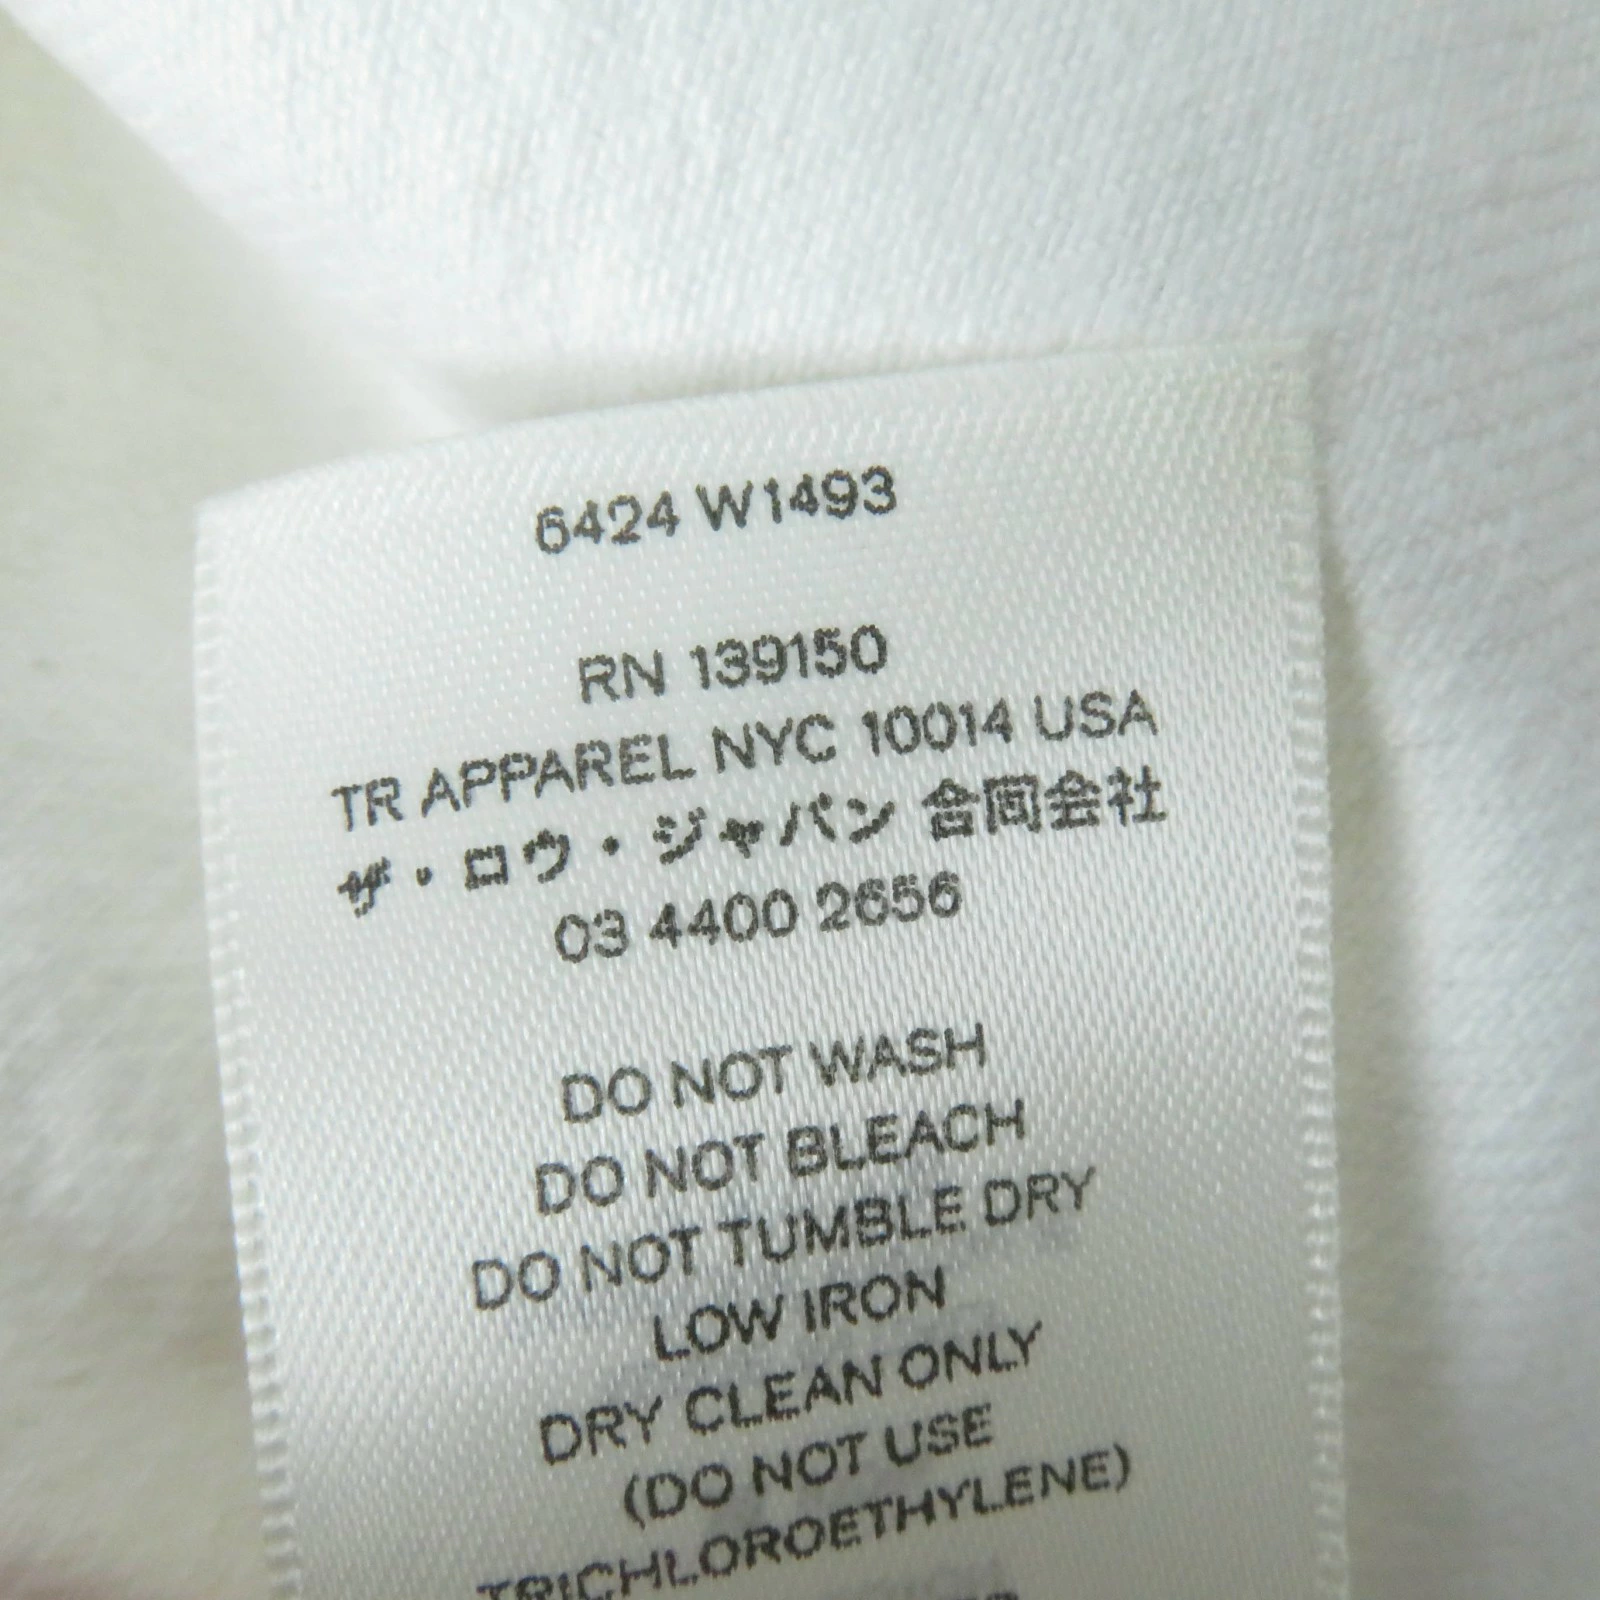 6424 W1493
RN 139150
TR APPAREL NYC 10014 USA
ザ・ロウ・ジャパン 合同会社
03 4400 2656
DO NOT WASH
DO NOT BLEACH
DO NOT TUMBLE DRY
LOW IRON
DRY CLEAN ONLY
(DO NOT USE
TRICHLOROETHYLENE)